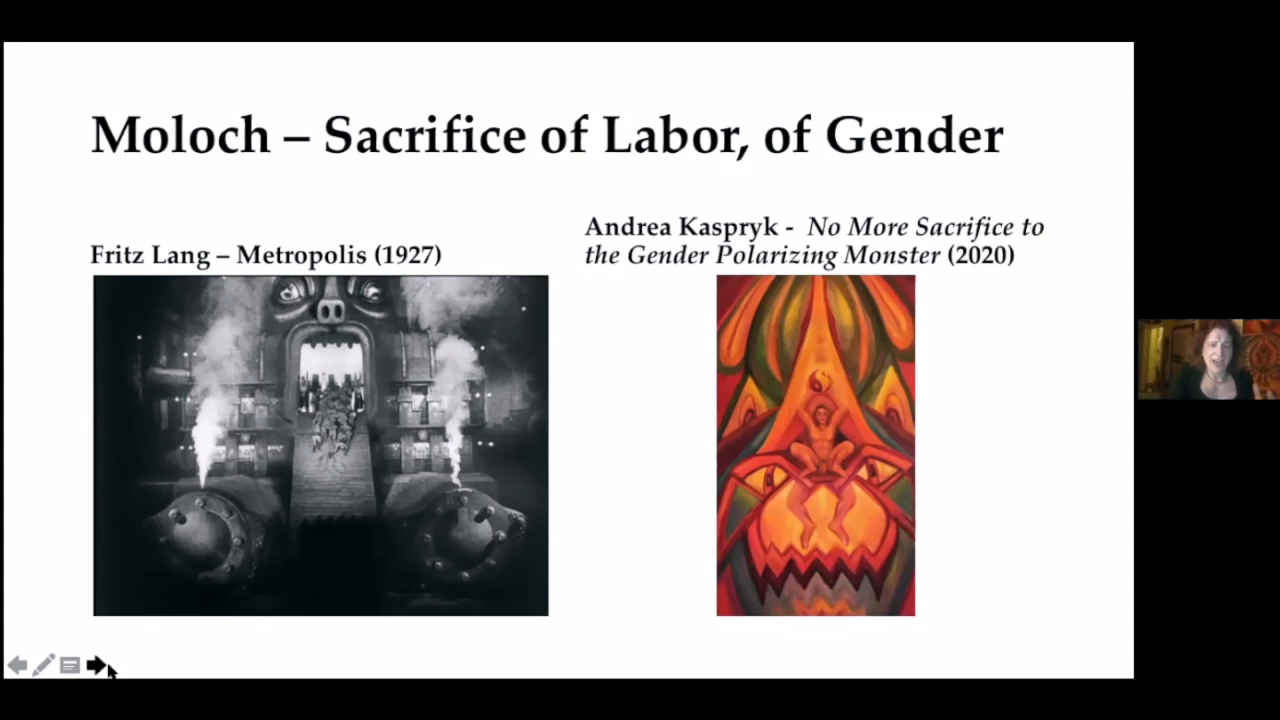 Moloch – Sacrifice of Labor, of Gender
Fritz Lang – Metropolis (1927)
Andrea Kaspryk - No More Sacrifice to
the Gender Polarizing Monster (2020)